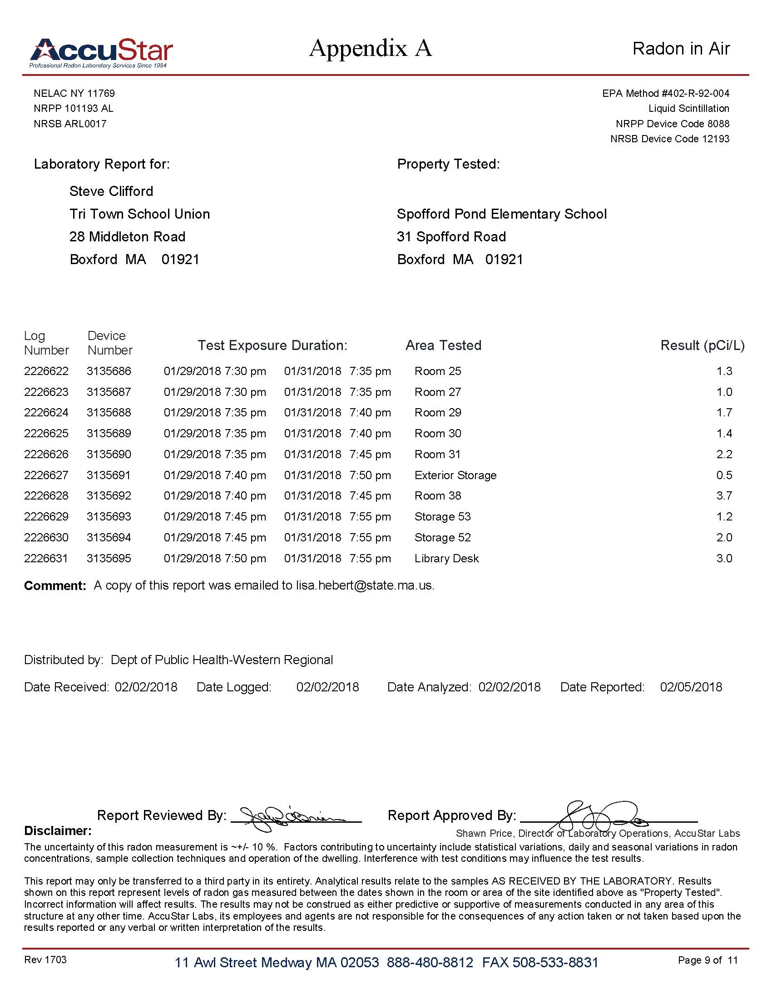 AccuStar
Professional Radon Laboratory Services Since 1984
Appendix A
Radon in Air
NELAC NY 11769
NRPP 101193 AL
NRSB ARL0017
EPA Method #402-R-92-004
Liquid Scintillation
NRPP Device Code 8088
NRSB Device Code 12193
Laboratory Report for:
Steve Clifford
Tri Town School Union
28 Middleton Road
Boxford MA 01921
Property Tested:
Spofford Pond Elementary School
31 Spofford Road
Boxford MA 01921
Log Number Device Number Test Exposure Duration: Area Tested Result (pCi/L)
2226622 3135686 01/29/2018 7:30 pm 01/31/2018 7:35 pm Room 25 1.3
2226623 3135687 01/29/2018 7:30 pm 01/31/2018 7:35 pm Room 27 1.0
2226624 3135688 01/29/2018 7:35 pm 01/31/2018 7:40 pm Room 29 1.7
2226625 3135689 01/29/2018 7:35 pm 01/31/2018 7:40 pm Room 30 1.4
2226626 3135690 01/29/2018 7:35 pm 01/31/2018 7:45 pm Room 31 2.2
2226627 3135691 01/29/2018 7:40 pm 01/31/2018 7:50 pm Exterior Storage 0.5
2226628 3135692 01/29/2018 7:40 pm 01/31/2018 7:45 pm Room 38 3.7
2226629 3135693 01/29/2018 7:45 pm 01/31/2018 7:55 pm Storage 53 1.2
2226630 3135694 01/29/2018 7:45 pm 01/31/2018 7:55 pm Storage 52 2.0
2226631 3135695 01/29/2018 7:50 pm 01/31/2018 7:55 pm Library Desk 3.0
Comment: A copy of this report was emailed to lisa.hebert@state.ma.us.
Distributed by: Dept of Public Health-Western Regional
Date Received: 02/02/2018 Date Logged: 02/02/2018 Date Analyzed: 02/02/2018 Date Reported: 02/05/2018
Report Reviewed By: Report Approved By:
Disclaimer:
Shawn Price, Director of Laboratory Operations, AccuStar Labs
The uncertainty of this radon measurement is ~+/- 10 %. Factors contributing to uncertainty include statistical variations, daily and seasonal variations in radon
concentrations, sample collection techniques and operation of the dwelling. Interference with test conditions may influence the test results.
This report may only be transferred to a third party in its entirety. Analytical results relate to the samples AS RECEIVED BY THE LABORATORY. Results
shown on this report represent levels of radon gas measured between the dates shown in the room or area of the site identified above as "Property Tested".
Incorrect information will affect results. The results may not be construed as either predictive or supportive of measurements conducted in any area of this
structure at any other time. AccuStar Labs, its employees and agents are not responsible for the consequences of any action taken or not taken based upon the
results reported or any verbal or written interpretation of the results.
Rev 1703
11 Awl Street Medway MA 02053 888-480-8812 FAX 508-533-8831
Page 9 of 11